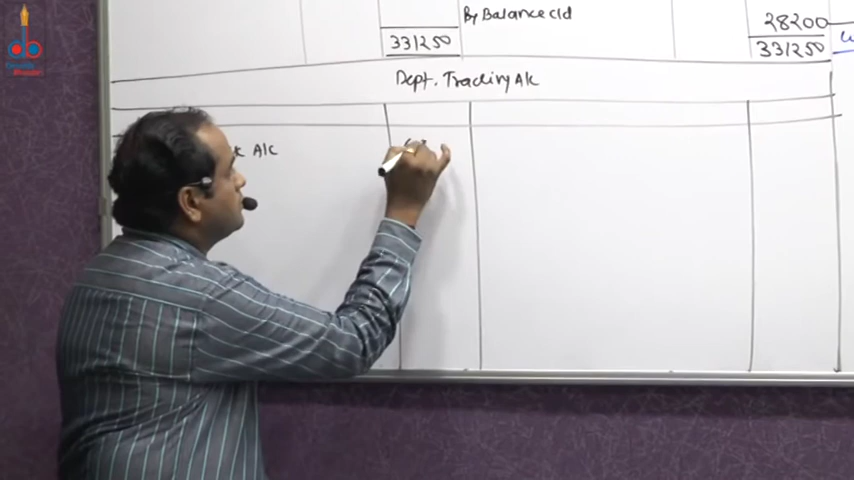 By Balance c/d
28200
331250
331250
Dept. Trading A/c
A/c